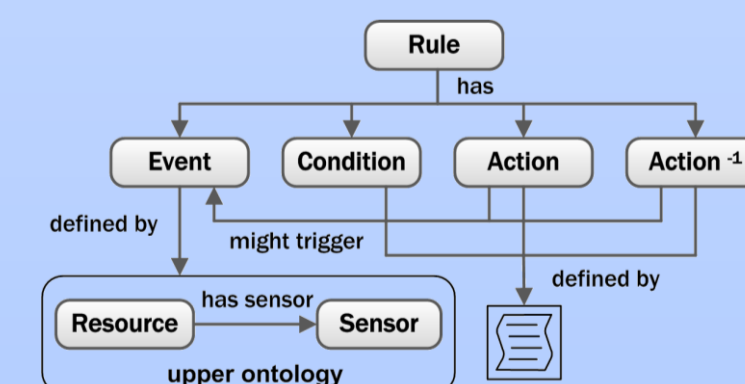 Rule
has
Event
Condition
Action
Action -1
defined by
might trigger
defined by
has sensor
Resource
Sensor
upper ontology